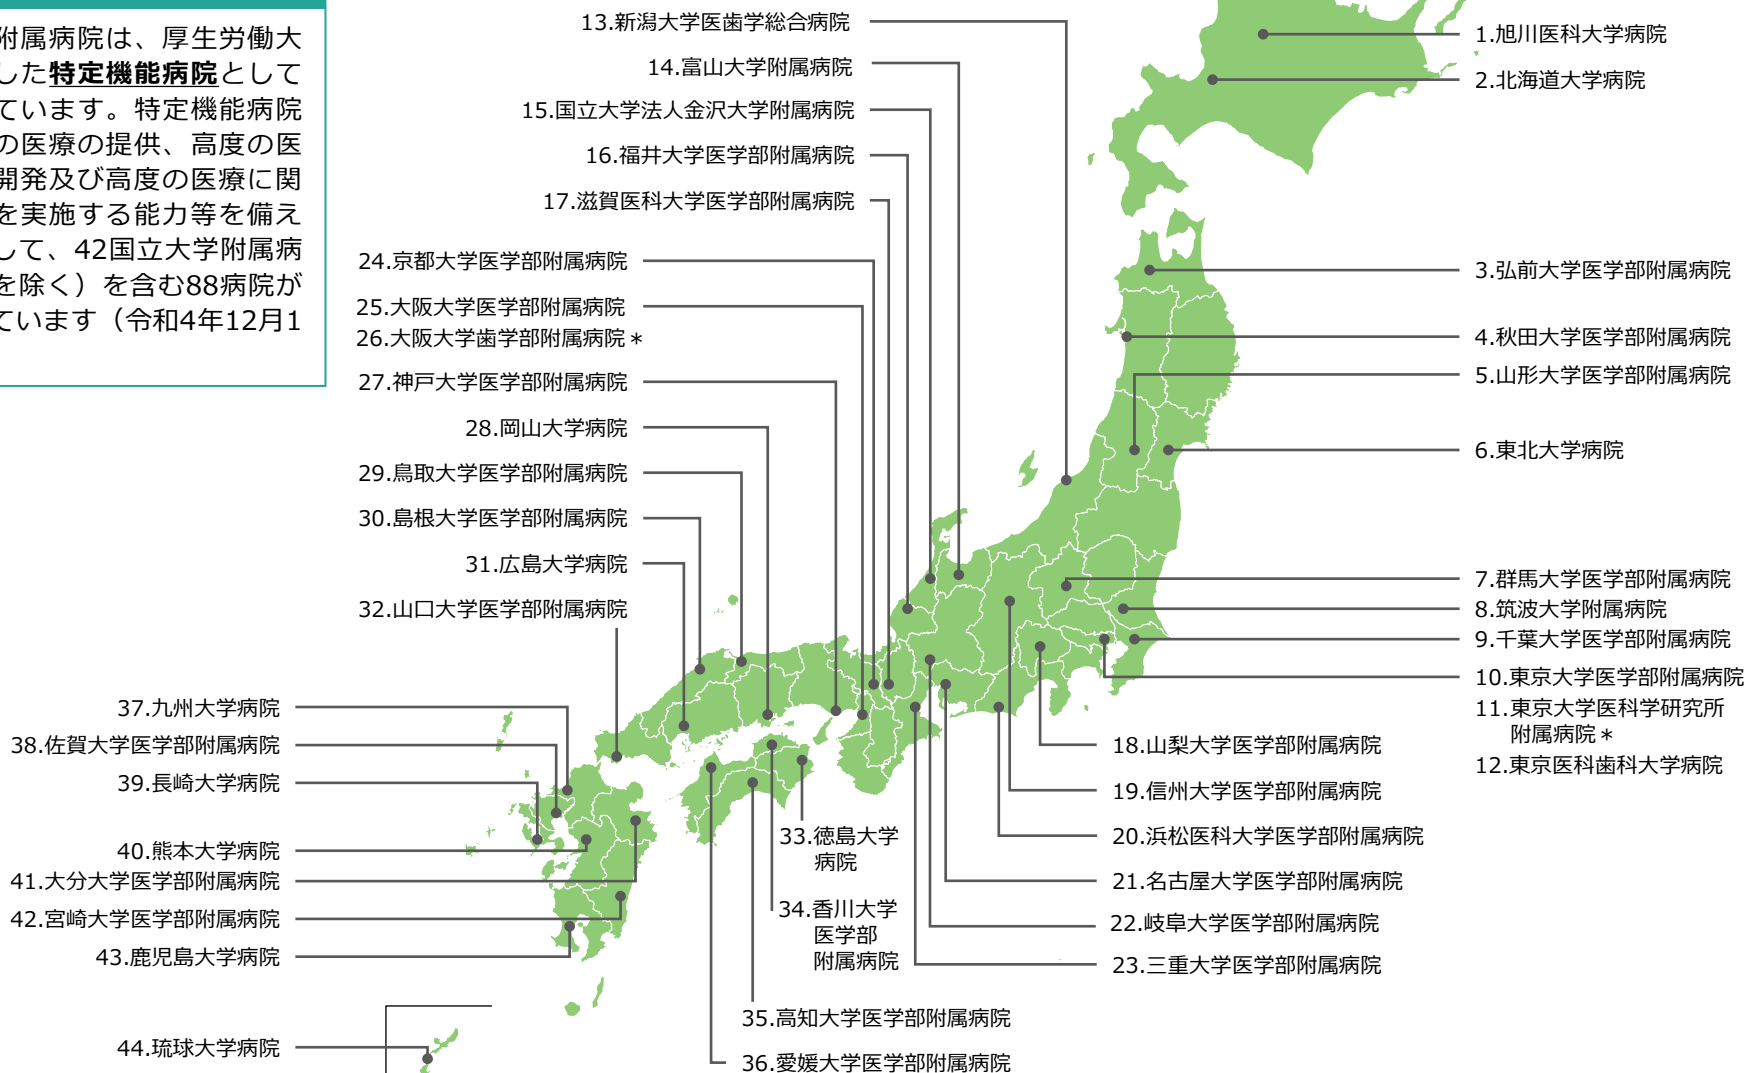 附属病院は、厚生労働大
した特定機能病院として
ています。特定機能病院
の医療の提供、高度の医
開発及び高度の医療に関
を実施する能力等を備え
して、42国立大学附属病
を除く）を含む88病院が
ています（令和4年12月1
13.新潟大学医歯学総合病院
14.富山大学附属病院
15.国立大学法人金沢大学附属病院
16.福井大学医学部附属病院
17.滋賀医科大学医学部附属病院
24.京都大学医学部附属病院
25.大阪大学医学部附属病院
26.大阪大学歯学部附属病院＊
27.神戸大学医学部附属病院
28.岡山大学病院
29.鳥取大学医学部附属病院
30.島根大学医学部附属病院
31.広島大学病院
32.山口大学医学部附属病院
37.九州大学病院
38.佐賀大学医学部附属病院
39.長崎大学病院
40.熊本大学病院
41.大分大学医学部附属病院
42.宮崎大学医学部附属病院
43.鹿児島大学病院
44.琉球大学病院
1.旭川医科大学病院
2.北海道大学病院
3.弘前大学医学部附属病院
4.秋田大学医学部附属病院
5.山形大学医学部附属病院
6.東北大学病院
7.群馬大学医学部附属病院
8.筑波大学附属病院
9.千葉大学医学部附属病院
10.東京大学医学部附属病院
11.東京大学医科学研究所
附属病院＊
12.東京医科歯科大学病院
18.山梨大学医学部附属病院
19.信州大学医学部附属病院
20.浜松医科大学医学部附属病院
21.名古屋大学医学部附属病院
22.岐阜大学医学部附属病院
23.三重大学医学部附属病院
33.徳島大学
病院
34.香川大学
医学部
附属病院
35.高知大学医学部附属病院
36.愛媛大学医学部附属病院